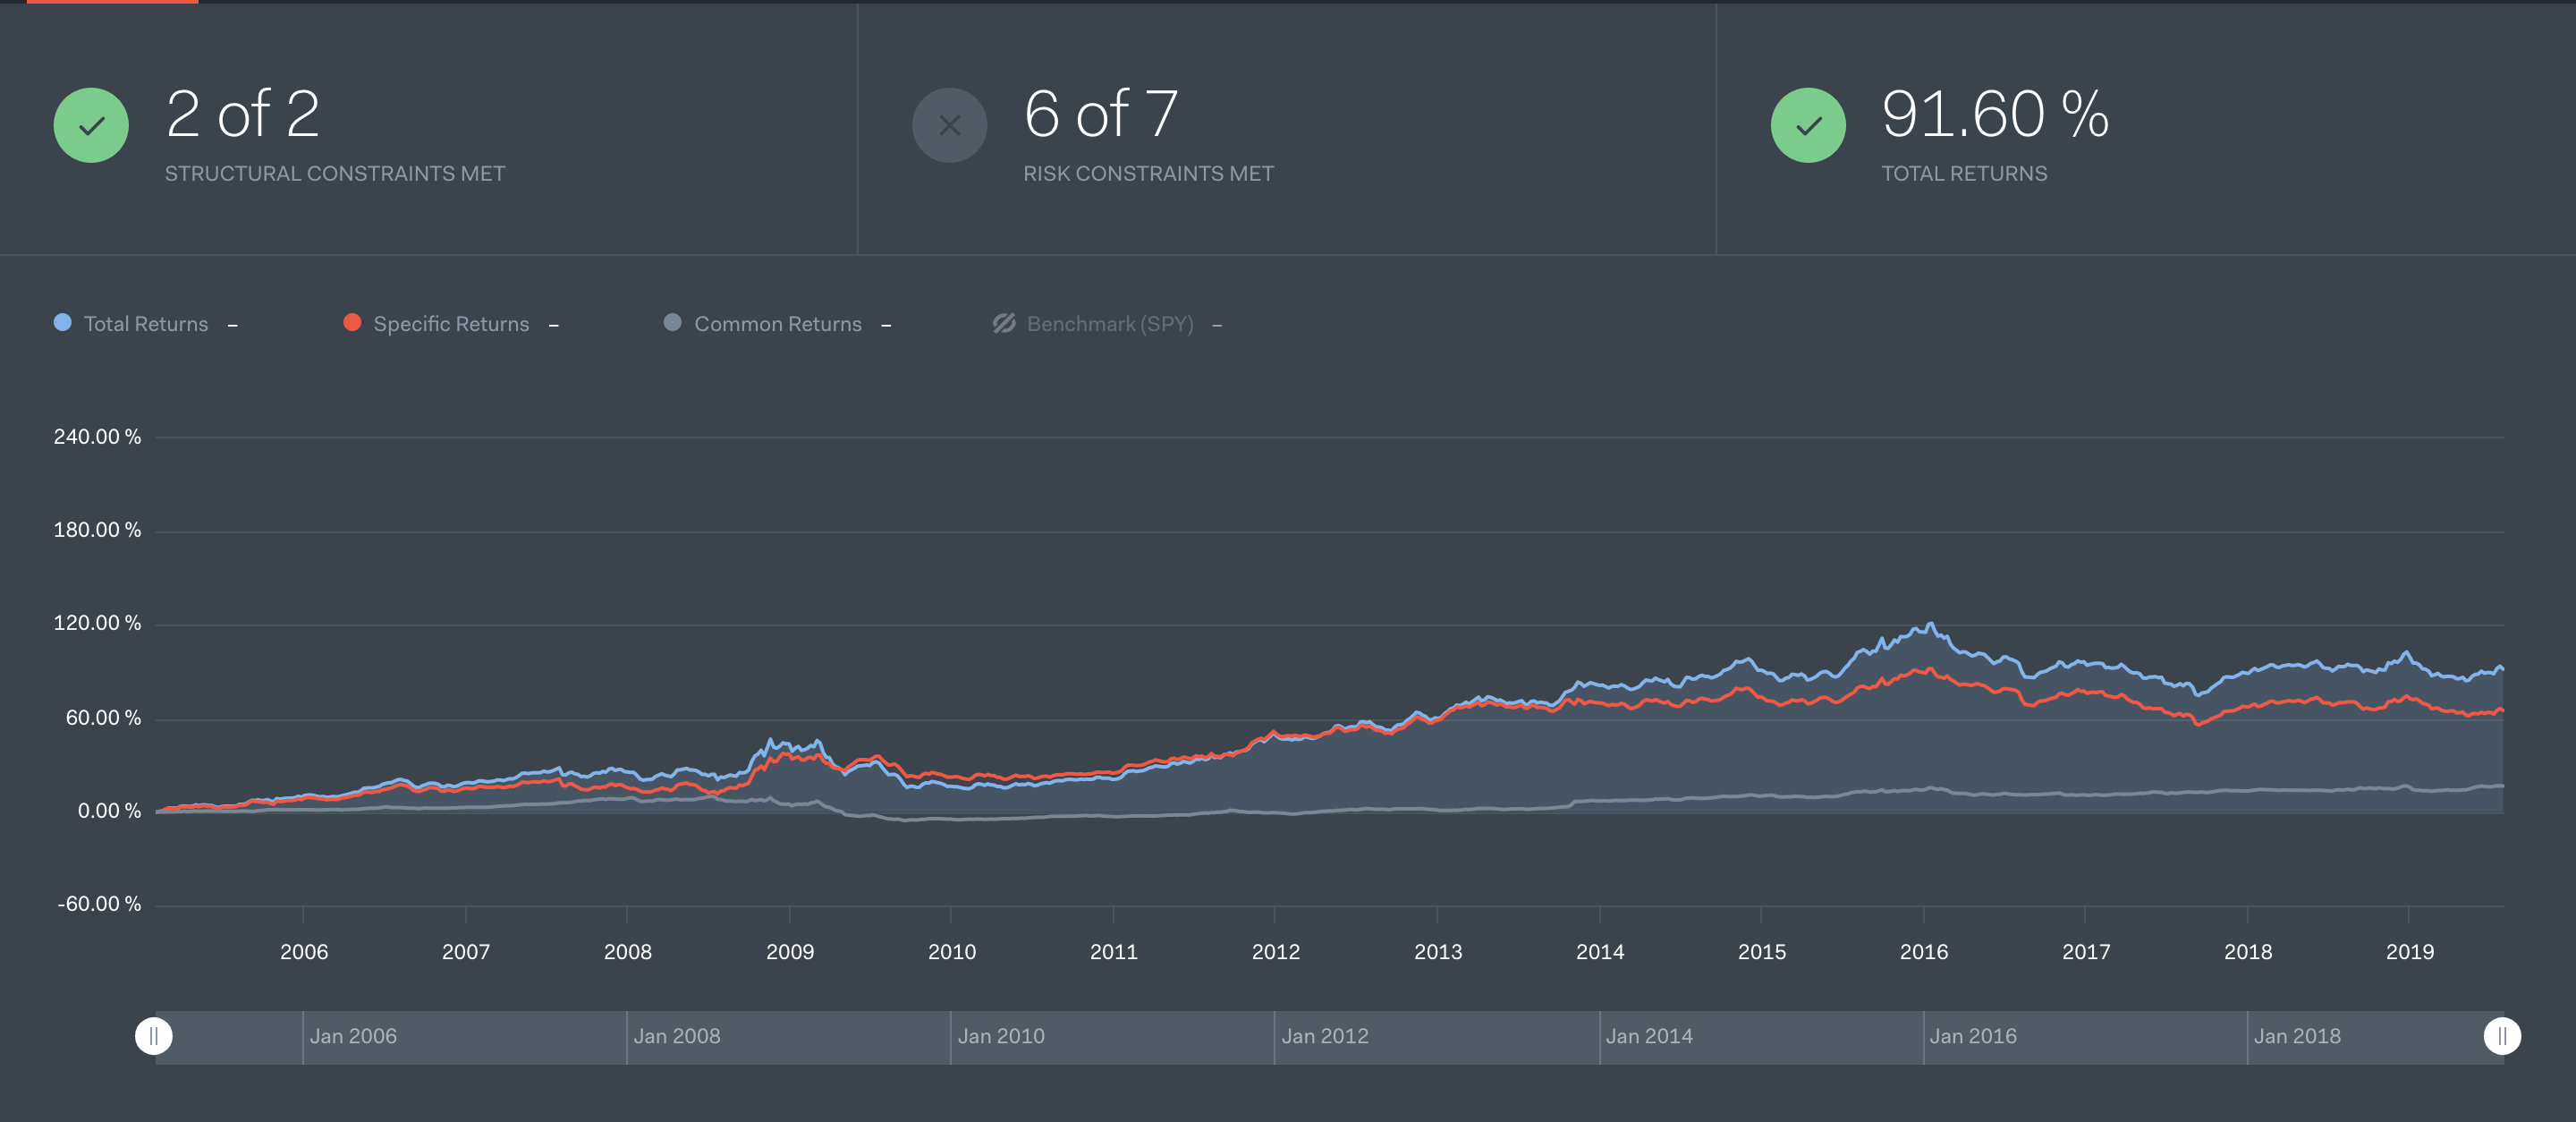 2 of 2
STRUCTURAL CONSTRAINTS MET
6 of 7
RISK CONSTRAINTS MET
91.60 %
TOTAL RETURNS
Total Returns –
Specific Returns –
Common Returns –
Benchmark (SPY) –
240.00 %
180.00 %
120.00 %
60.00 %
0.00 %
-60.00 %
2006 2007 2008 2009 2010 2011 2012 2013 2014 2015 2016 2017 2018 2019
Jan 2006 Jan 2008 Jan 2010 Jan 2012 Jan 2014 Jan 2016 Jan 2018